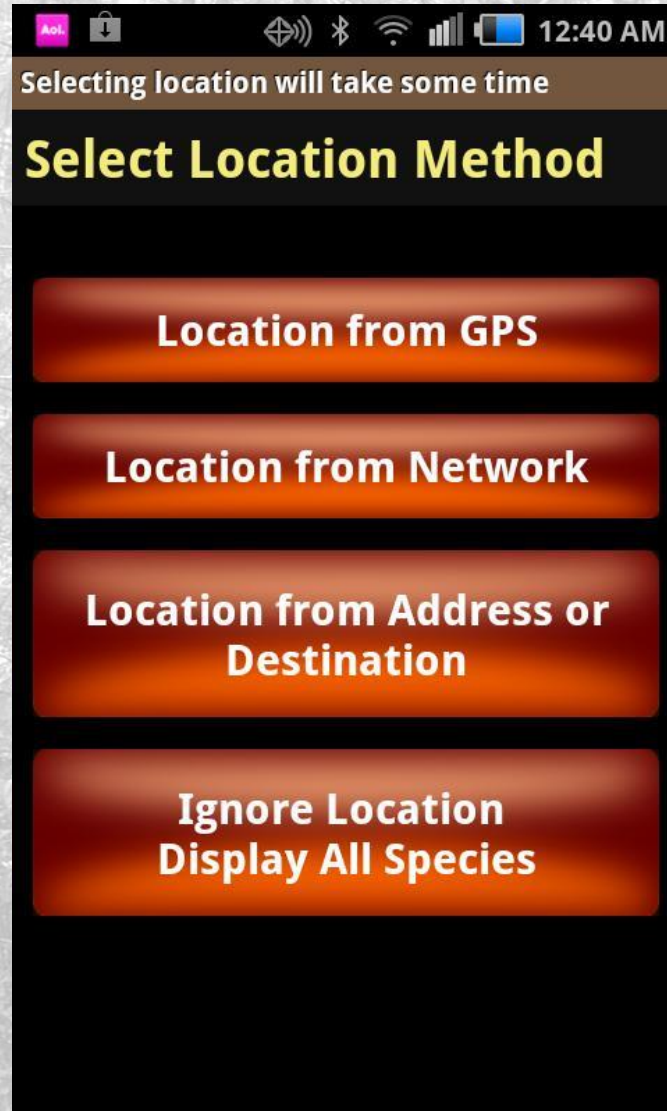 Aol.
12:40 AM
Selecting location will take some time
Select Location Method
Location from GPS
Location from Network
Location from Address or
Destination
Ignore Location
Display All Species